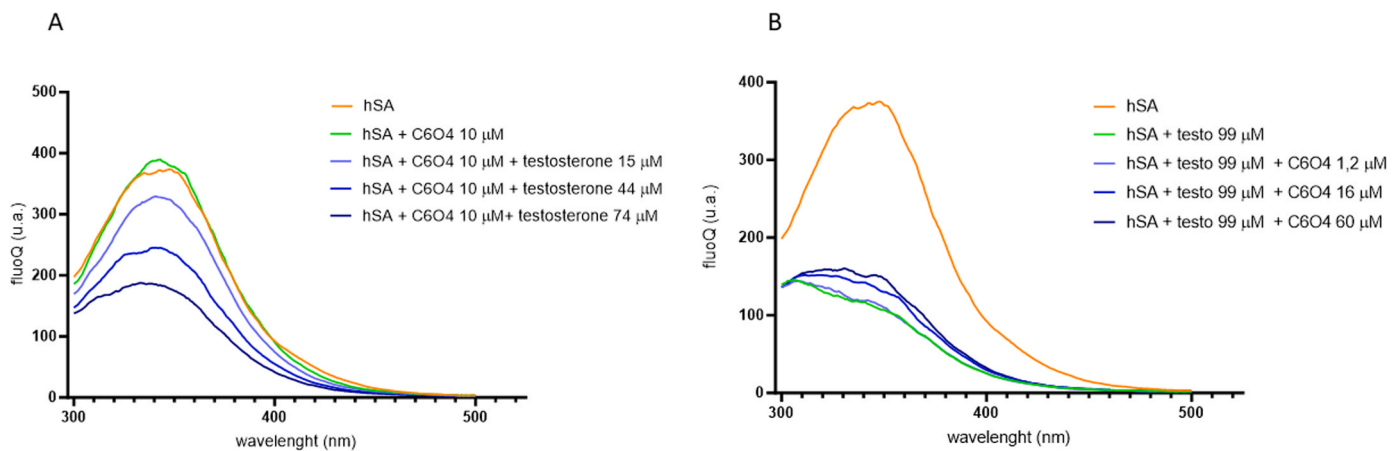 A
fluoQ (u.a.)
500
400
300
200
100
0
300
400
500
wavelenght (nm)
hSA
hSA + C6O4 10 μM
hSA + C6O4 10 μM + testosterone 15 μM
hSA + C6O4 10 μM + testosterone 44 μM
hSA + C6O4 10 μM+ testosterone 74 μM
B
fluoQ (u.a.)
400
300
200
100
0
300
400
500
wavelenght (nm)
hSA
hSA + testo 99 μM
hSA + testo 99 μM + C6O4 1,2 μM
hSA + testo 99 μM + C6O4 16 μM
hSA + testo 99 μM + C6O4 60 μM